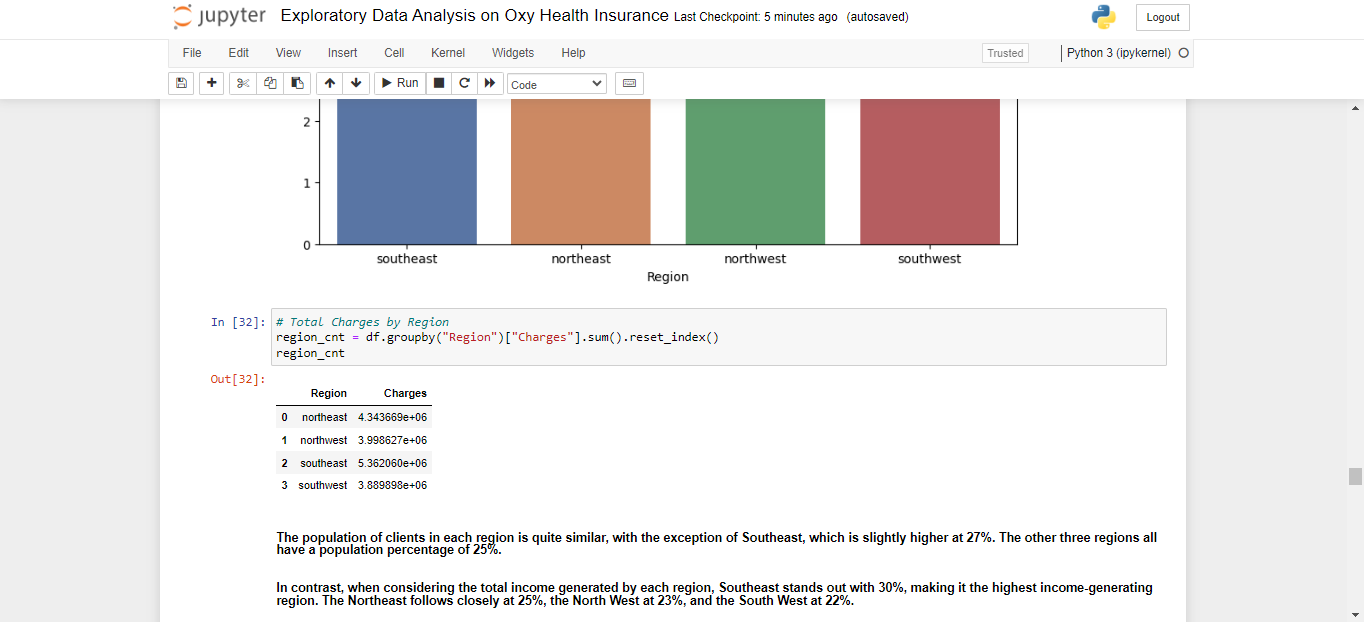 jupyter Exploratory Data Analysis on Oxy Health Insurance Last Checkpoint: 5 minutes ago (autosaved) Logout
File Edit View Insert Cell Kernel Widgets Help Trusted Python 3 (ipykernel)
Run Code
2
1
0
southeast northeast northwest southwest
Region
In [32]: # Total Charges by Region
region_cnt = df.groupby("Region")["Charges"].sum().reset_index()
region_cnt
Out[32]:
Region Charges
0 northeast 4.343669e+06
1 northwest 3.998627e+06
2 southeast 5.362060e+06
3 southwest 3.889898e+06
The population of clients in each region is quite similar, with the exception of Southeast, which is slightly higher at 27%. The other three regions all
have a population percentage of 25%.
In contrast, when considering the total income generated by each region, Southeast stands out with 30%, making it the highest income-generating
region. The Northeast follows closely at 25%, the North West at 23%, and the South West at 22%.